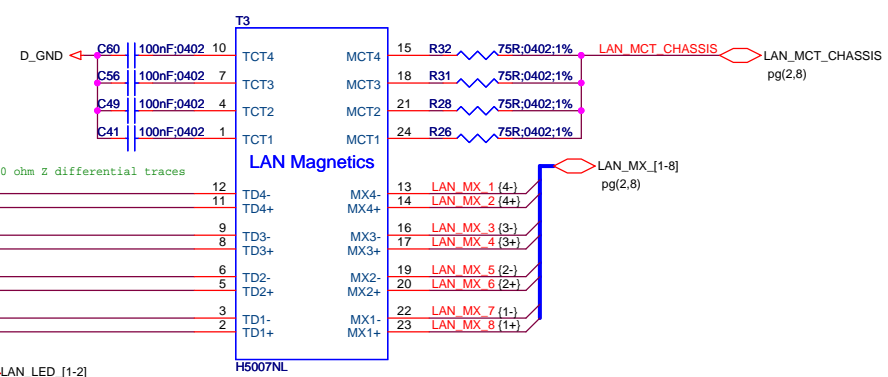 T3
D_GND C60 100nF;0402 10 TCT4 MCT4 15 R32 75R;0402;1% LAN_MCT_CHASSIS LAN_MCT_CHASSIS
pg(2,8)
C56 100nF;0402 7 TCT3 MCT3 18 R31 75R;0402;1%
C49 100nF;0402 4 TCT2 MCT2 21 R28 75R;0402;1%
C41 100nF;0402 1 TCT1 MCT1 24 R26 75R;0402;1%
LAN Magnetics
0 ohm Z differential traces
LAN_MX_[1-8]
pg(2,8)
12 TD4- MX4- 13 LAN_MX_1 {4-}
11 TD4+ MX4+ 14 LAN_MX_2 {4+}
9 TD3- MX3- 16 LAN_MX_3 {3-}
8 TD3+ MX3+ 17 LAN_MX_4 {3+}
6 TD2- MX2- 19 LAN_MX_5 {2-}
5 TD2+ MX2+ 20 LAN_MX_6 {2+}
3 TD1- MX1- 22 LAN_MX_7 {1-}
2 TD1+ MX1+ 23 LAN_MX_8 {1+}
H5007NL
LAN_LED_[1-2]